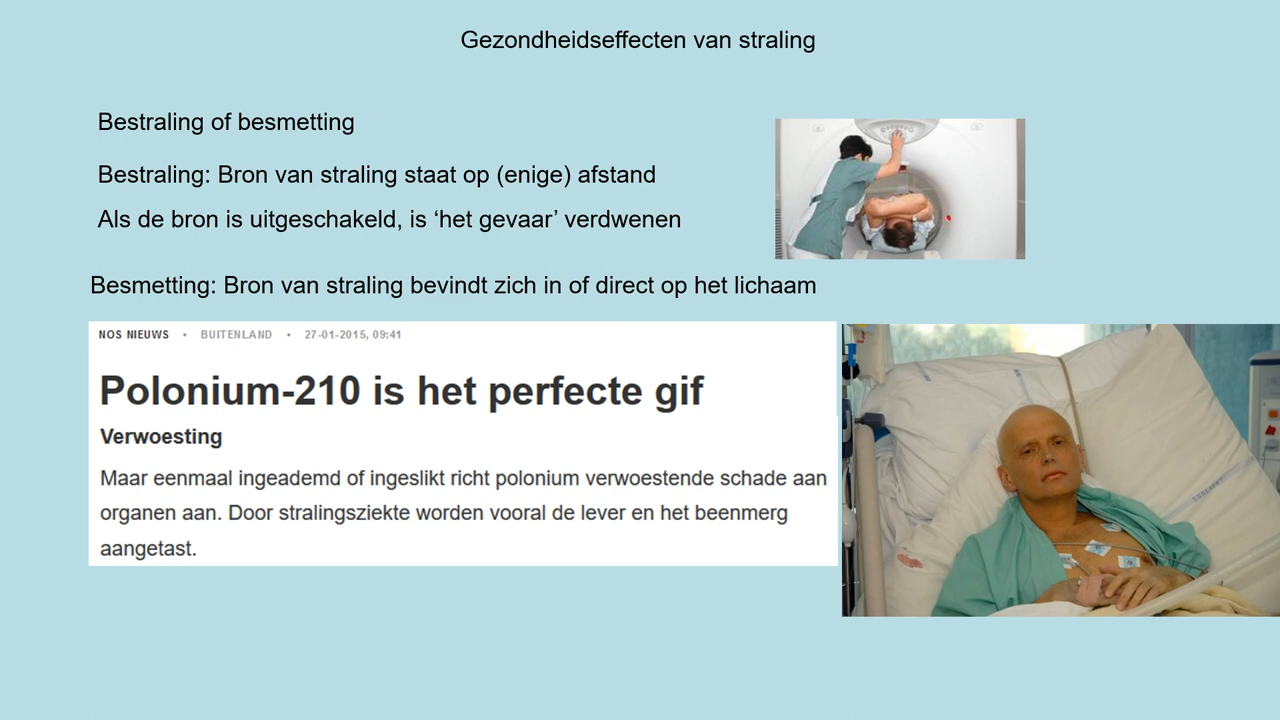 Gezondheidseffecten van straling
Bestraling of besmetting
Bestraling: Bron van straling staat op (enige) afstand
Als de bron is uitgeschakeld, is ‘het gevaar’ verdwenen
Besmetting: Bron van straling bevindt zich in of direct op het lichaam
NOS NIEUWS • BUITENLAND • 27-01-2015, 09:41
Polonium-210 is het perfecte gif
Verwoesting
Maar eenmaal ingeademd of ingeslikt richt polonium verwoestende schade aan
organen aan. Door stralingsziekte worden vooral de lever en het beenmerg
aangetast.